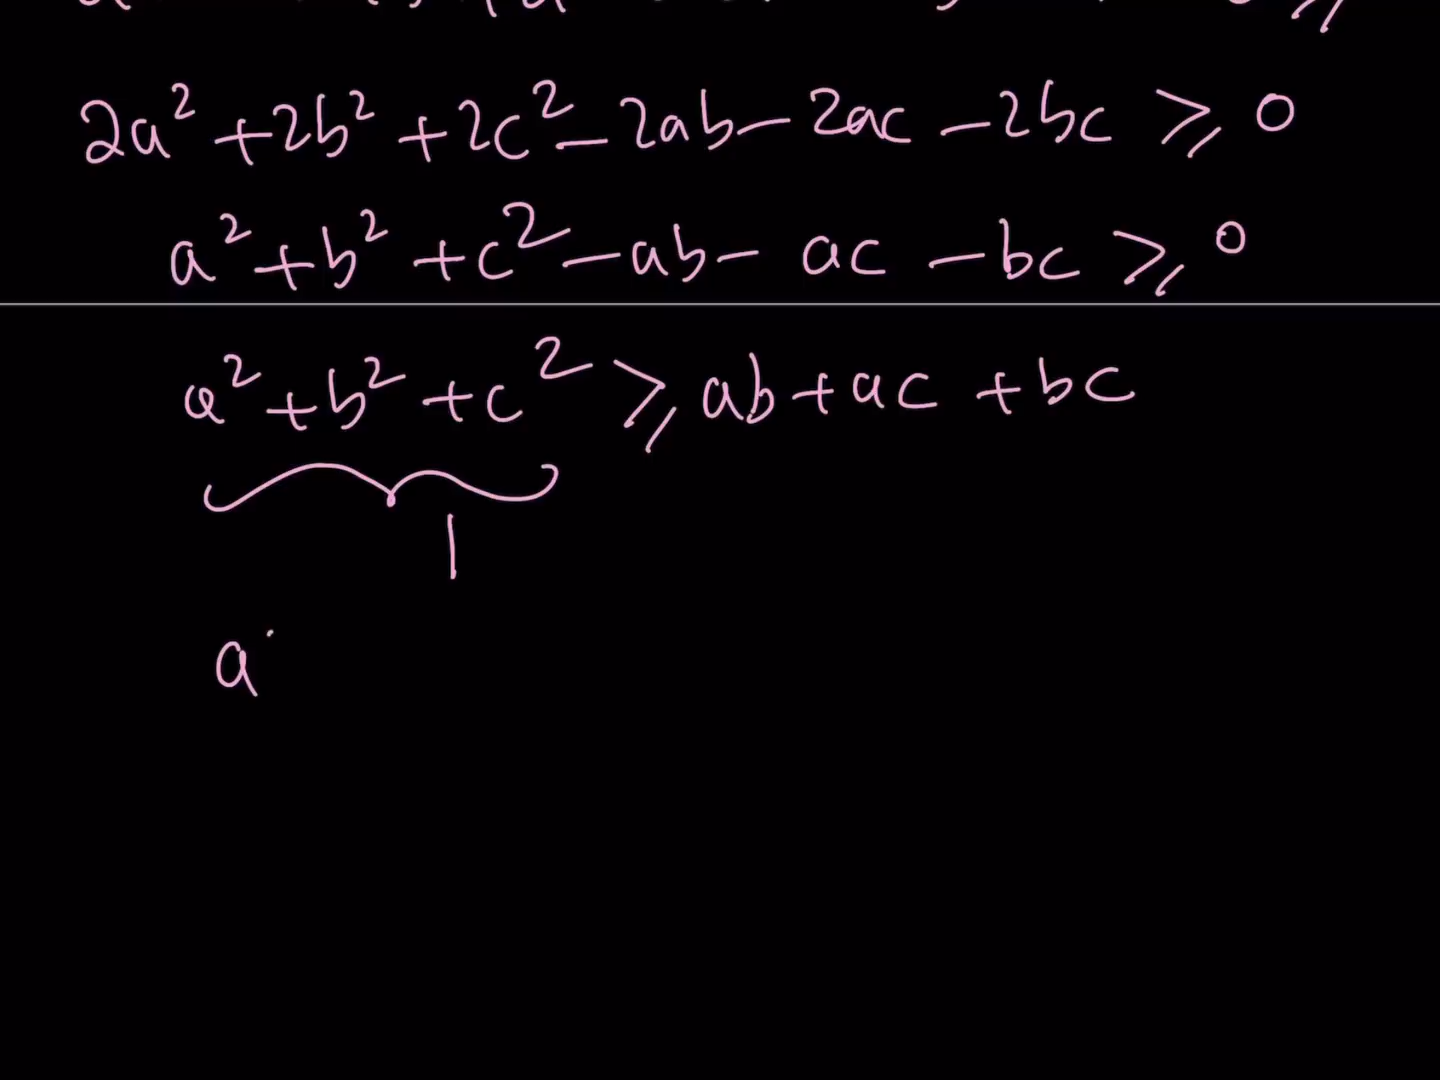 2a² + 2b² + 2c² - 2ab - 2ac - 2bc ⩾ 0
a² + b² + c² - ab - ac - bc ⩾ 0
a² + b² + c² ⩾ ab + ac + bc
1
a